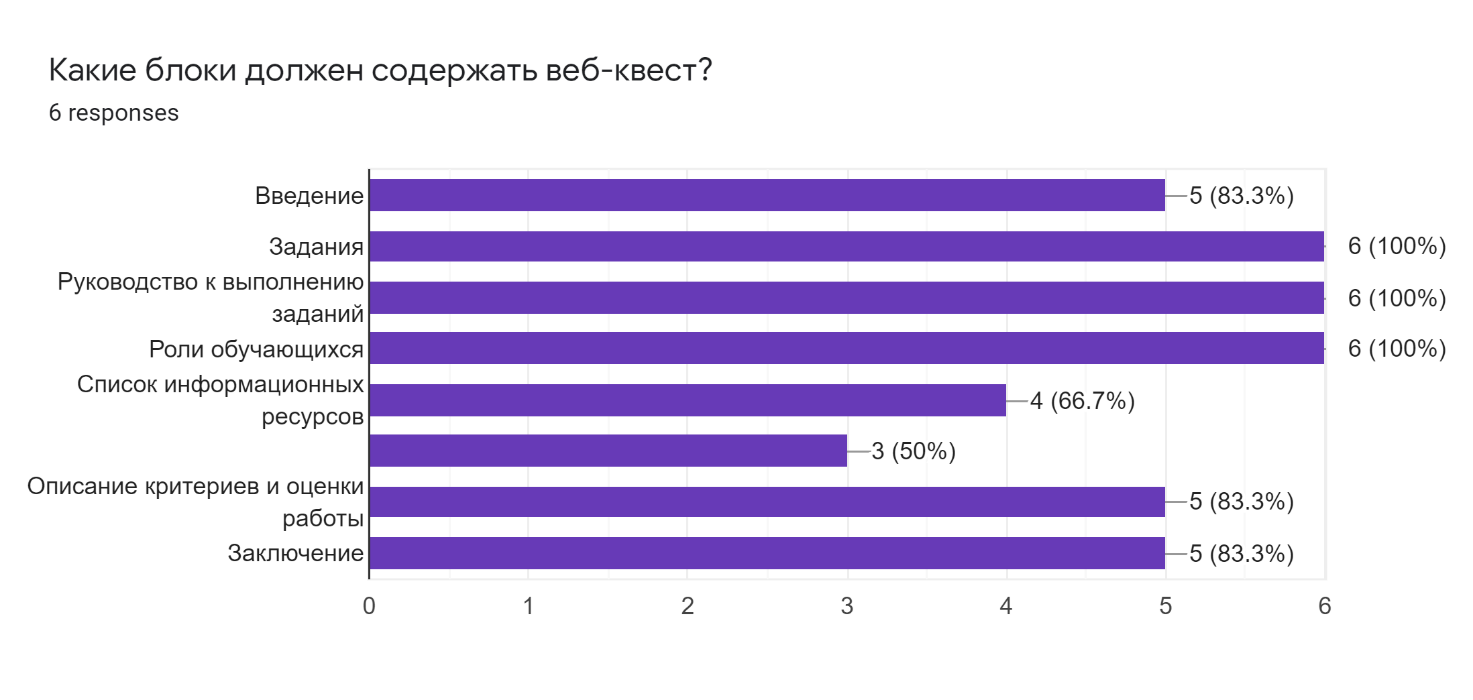 Какие блоки должен содержать веб-квест?
6 responses
Введение
5 (83.3%)
Задания
6 (100%)
Руководство к выполнению
заданий
6 (100%)
Роли обучающихся
6 (100%)
Список информационных
ресурсов
4 (66.7%)
3 (50%)
Описание критериев и оценки
работы
5 (83.3%)
Заключение
5 (83.3%)
0 1 2 3 4 5 6